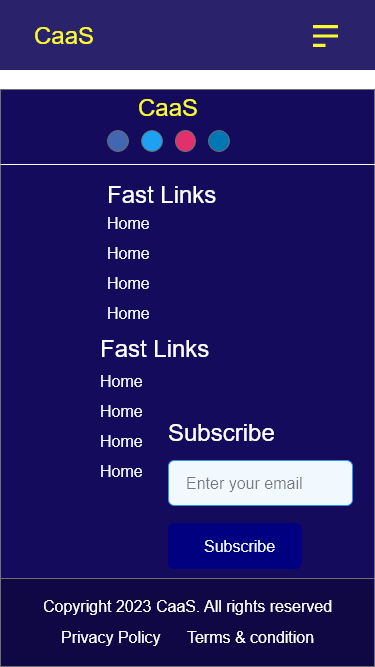 CaaS
CaaS
Fast Links
Home
Home
Home
Home
Fast Links
Home
Home
Home
Home
Subscribe
Enter your email
Subscribe
Copyright 2023 CaaS. All rights reserved
Privacy Policy Terms & condition